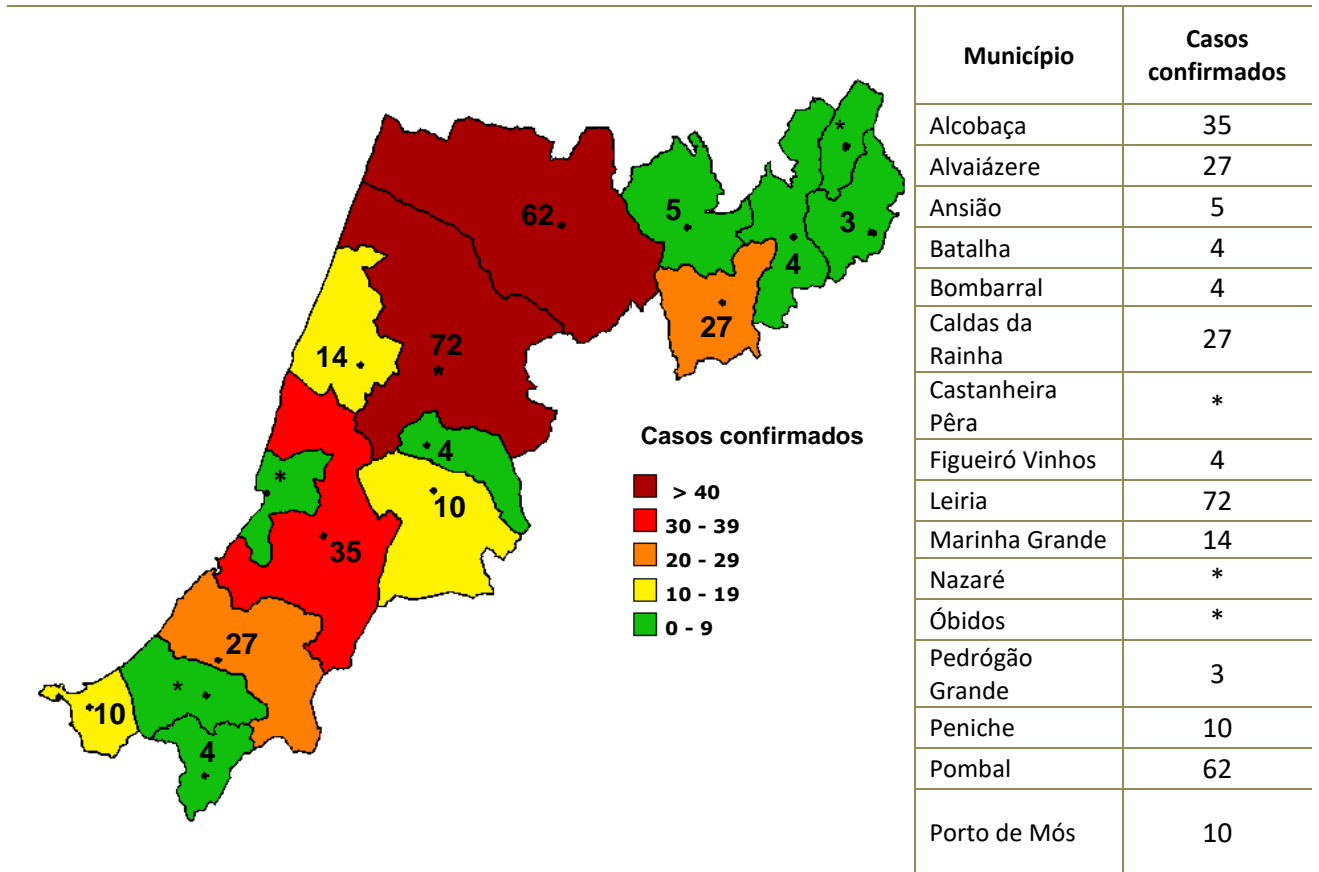 *
62
5
3
4
27
14
72
*
Casos confirmados
4
*
> 40
10
30 - 39
35
20 - 29
10 - 19
0 - 9
27
*
10
4
Município
Casos
confirmados
Alcobaça 35
Alvaiázere 27
Ansião 5
Batalha 4
Bombarral 4
Caldas da
Rainha 27
Castanheira
Pêra *
Figueiró Vinhos 4
Leiria 72
Marinha Grande 14
Nazaré *
Óbidos *
Pedrógão
Grande 3
Peniche 10
Pombal 62
Porto de Mós 10